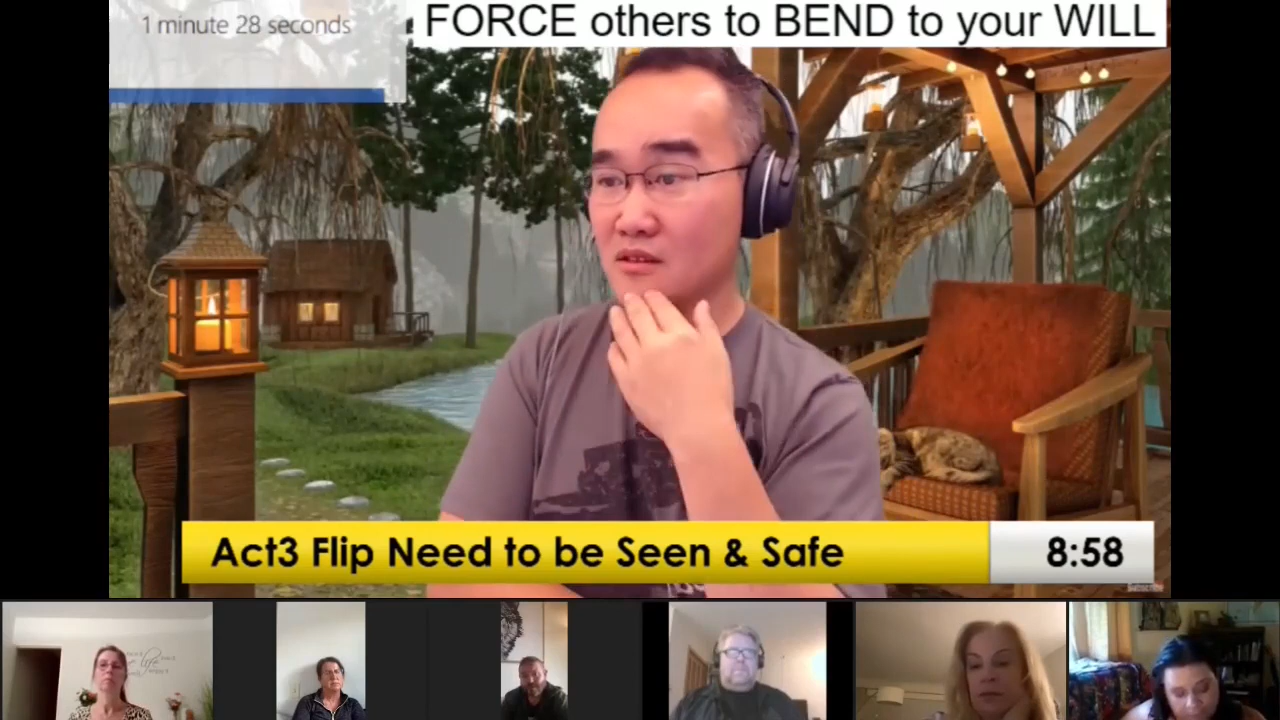 1 minute 28 seconds
FORCE others to BEND to your WILL
Act3 Flip Need to be Seen & Safe
8:58
life